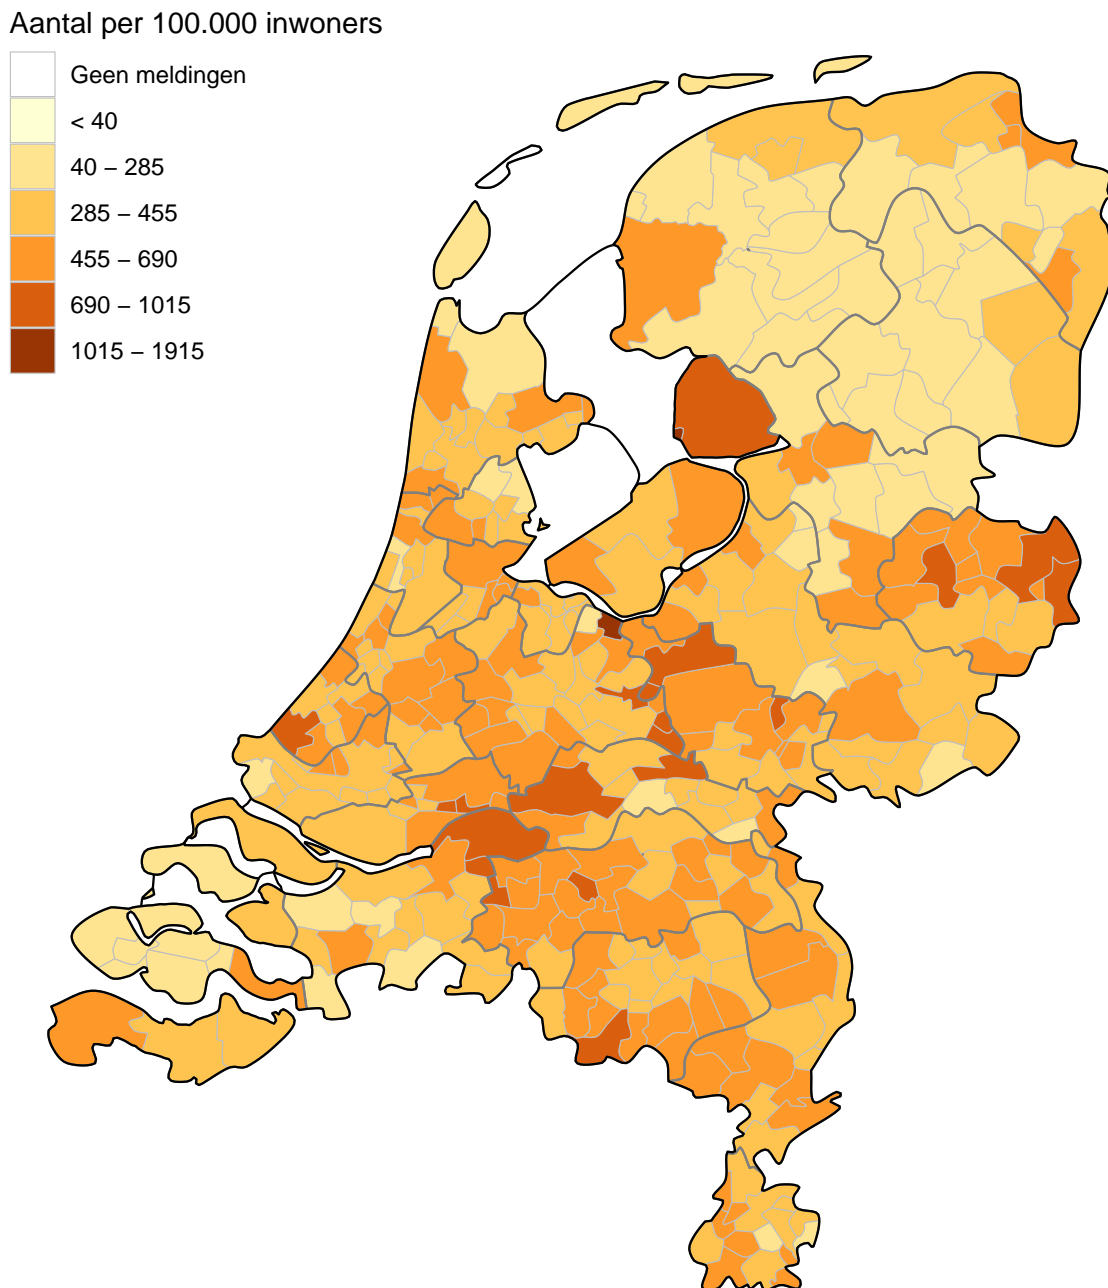 Aantal per 100.000 inwoners
Geen meldingen
< 40
40 – 285
285 – 455
455 – 690
690 – 1015
1015 – 1915